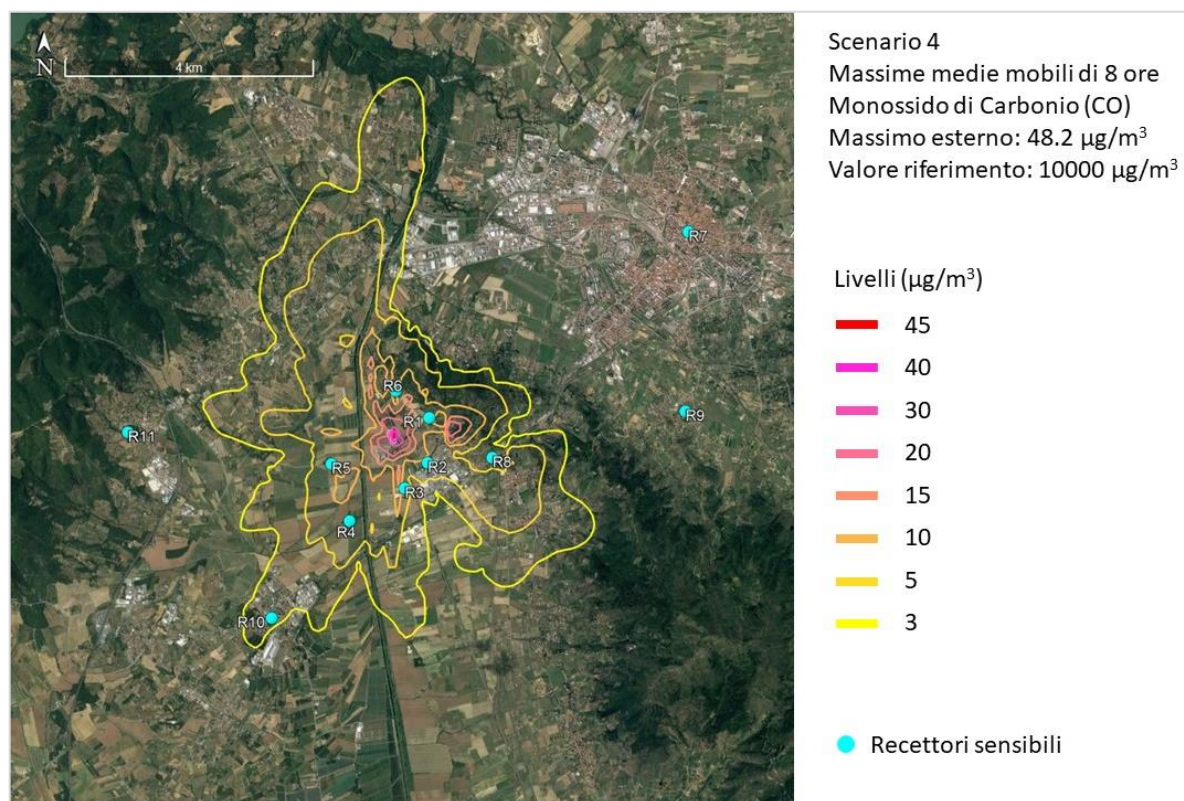 N
4 km
R7
R6
R1
R9
R11
R8
R5
R2
R3
R4
R10
Scenario 4
Massime medie mobili di 8 ore
Monossido di Carbonio (CO)
Massimo esterno: 48.2 µg/m³
Valore riferimento: 10000 µg/m³
Livelli (µg/m³)
45
40
30
20
15
10
5
3
Recettori sensibili